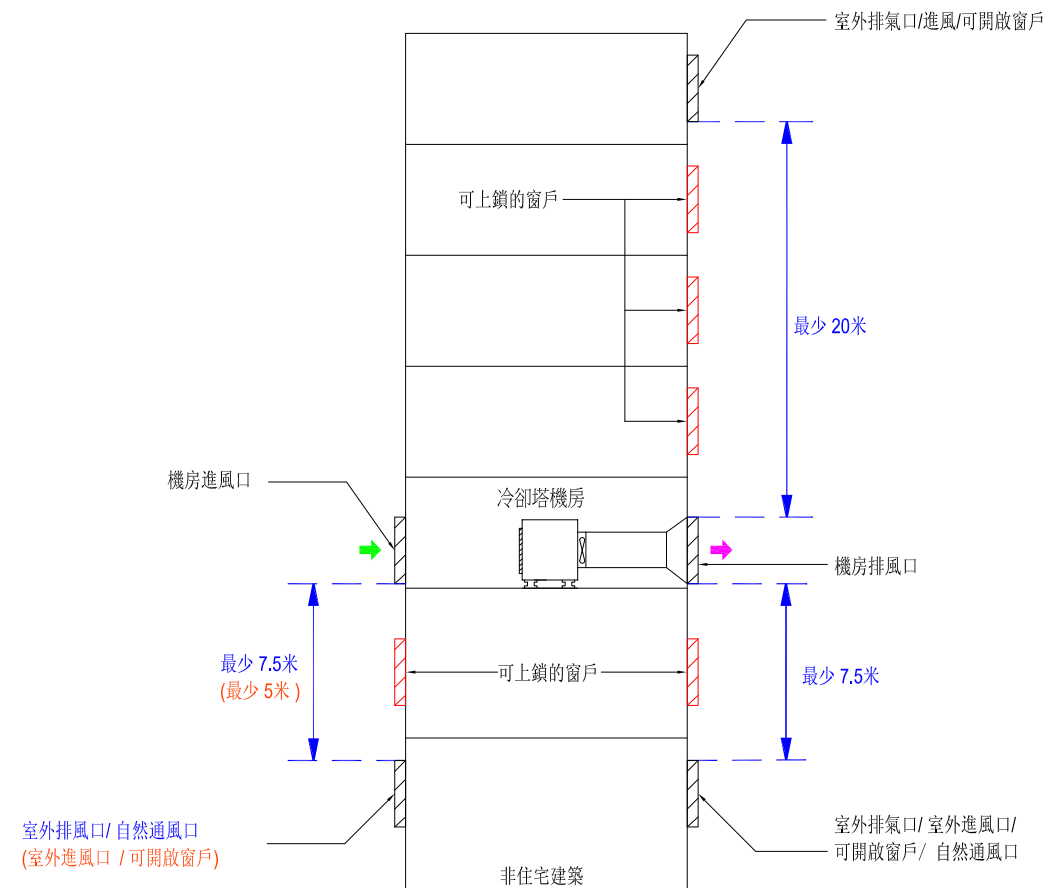 室外排氣口/進風/可開啟窗戶
可上鎖的窗戶
最少 20米
機房進風口
冷卻塔機房
機房排風口
最少 7.5米
(最少 5米 )
可上鎖的窗戶
最少 7.5米
室外排風口/ 自然通風口
(室外進風口 / 可開啟窗戶)
室外排氣口/ 室外進風口/
可開啟窗戶/ 自然通風口
非住宅建築